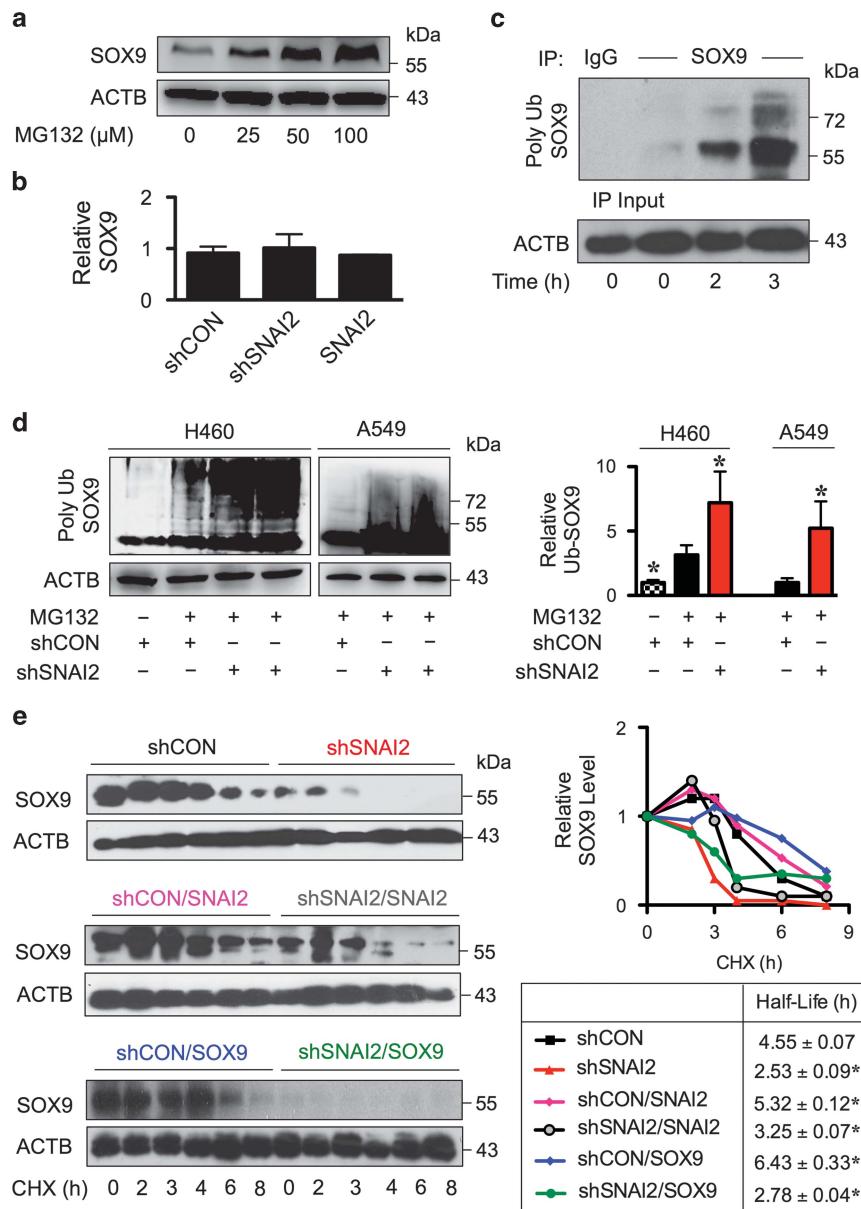 a
kDa
SOX9
55
ACTB
43
MG132 (µM) 0 25 50 100
b
Relative SOX9
2
1
0
shCON
shSNAI2
SNAI2
c
IP: IgG SOX9
kDa
Poly Ub SOX9
72
55
IP Input
ACTB
43
Time (h) 0 0 2 3
d
H460 A549
kDa
Poly Ub SOX9
72
55
ACTB
43
MG132 – + + + + + +
shCON + + – – + – –
shSNAI2 – – + + – + +
H460 A549
Relative Ub-SOX9
10
5
0
* * *
MG132 – + + + +
shCON + + – + –
shSNAI2 – – + – +
e
shCON shSNAI2
kDa
SOX9
55
ACTB
43
shCON/SNAI2 shSNAI2/SNAI2
SOX9
55
ACTB
43
shCON/SOX9 shSNAI2/SOX9
SOX9
55
ACTB
43
CHX (h) 0 2 3 4 6 8 0 2 3 4 6 8
Relative SOX9 Level
2
1
0
0 3 6 9
CHX (h)
Half-Life (h)
shCON 4.55 ± 0.07
shSNAI2 2.53 ± 0.09*
shCON/SNAI2 5.32 ± 0.12*
shSNAI2/SNAI2 3.25 ± 0.07*
shCON/SOX9 6.43 ± 0.33*
shSNAI2/SOX9 2.78 ± 0.04*